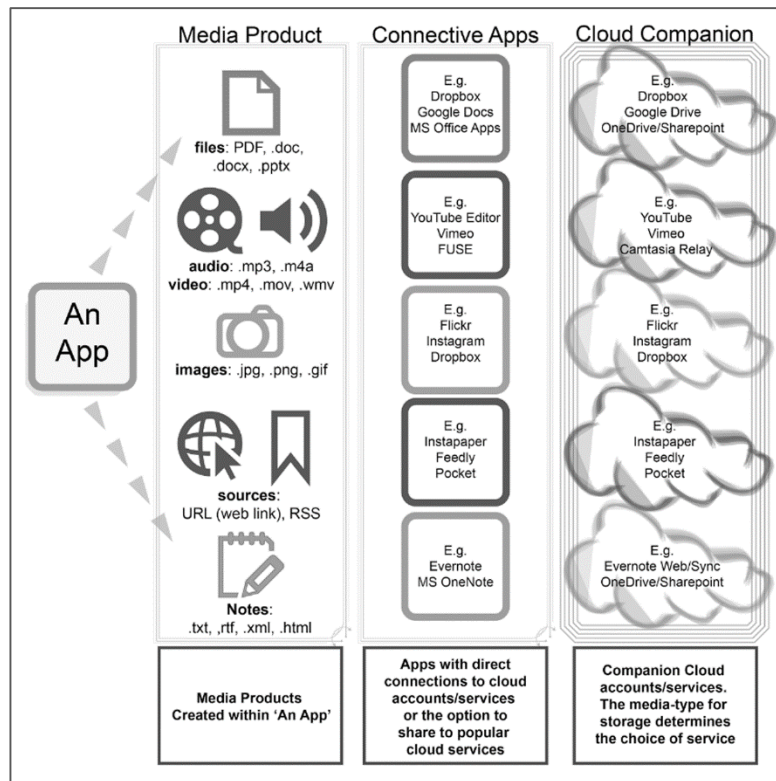 Media Product
Connective Apps
Cloud Companion
An
App
files: PDF, .doc,
.docx, .pptx
E.g.
Dropbox
Google Docs
MS Office Apps
E.g.
Dropbox
Google Drive
OneDrive/Sharepoint
audio: .mp3, .m4a
video: .mp4, .mov, .wmv
E.g.
YouTube Editor
Vimeo
FUSE
E.g.
YouTube
Vimeo
Camtasia Relay
images: .jpg, .png, .gif
E.g.
Flickr
Instagram
Dropbox
E.g.
Flickr
Instagram
Dropbox
sources:
URL (web link), RSS
E.g.
Instapaper
Feedly
Pocket
E.g.
Instapaper
Feedly
Pocket
Notes:
.txt, ,rtf, .xml, .html
E.g.
Evernote
MS OneNote
E.g.
Evernote Web/Sync
OneDrive/Sharepoint
Media Products
Created within 'An App'
Apps with direct
connections to cloud
accounts/services
or the option to
share to popular
cloud services
Companion Cloud
accounts/services.
The media-type for
storage determines
the choice of service